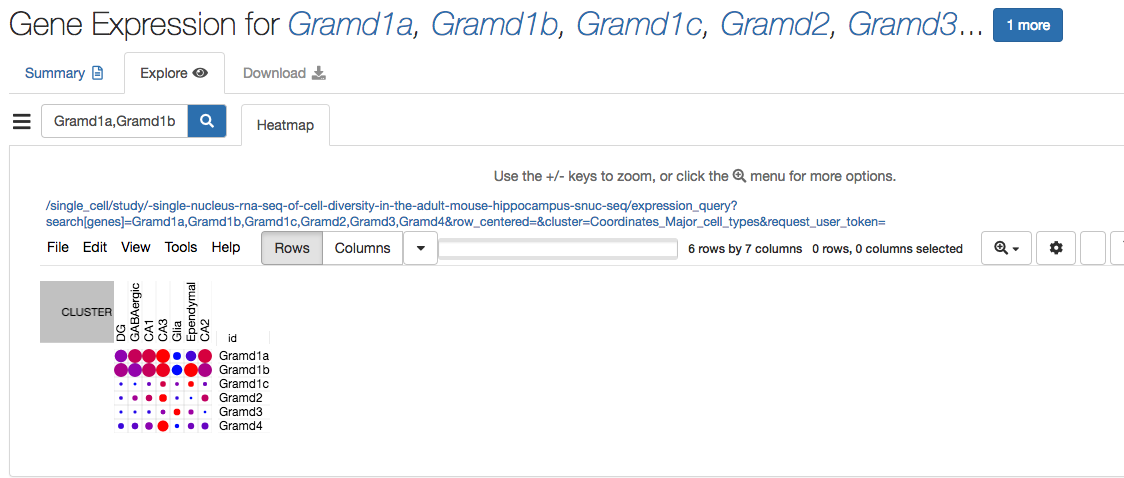 Gene Expression for Gramd1a, Gramd1b, Gramd1c, Gramd2, Gramd3... 1 more
Summary Explore Download
Gramd1a,Gramd1b Heatmap
Use the +/- keys to zoom, or click the menu for more options.
/single_cell/study/-single-nucleus-rna-seq-of-cell-diversity-in-the-adult-mouse-hippocampus-snuc-seq/expression_query?
search[genes]=Gramd1a,Gramd1b,Gramd1c,Gramd2,Gramd3,Gramd4&row_centered=&cluster=Coordinates_Major_cell_types&request_user_token=
File Edit View Tools Help Rows Columns 6 rows by 7 columns 0 rows, 0 columns selected
CLUSTER
DG
GABAergic
CA1
CA3
Glia
Ependymal
CA2
id
Gramd1a
Gramd1b
Gramd1c
Gramd2
Gramd3
Gramd4